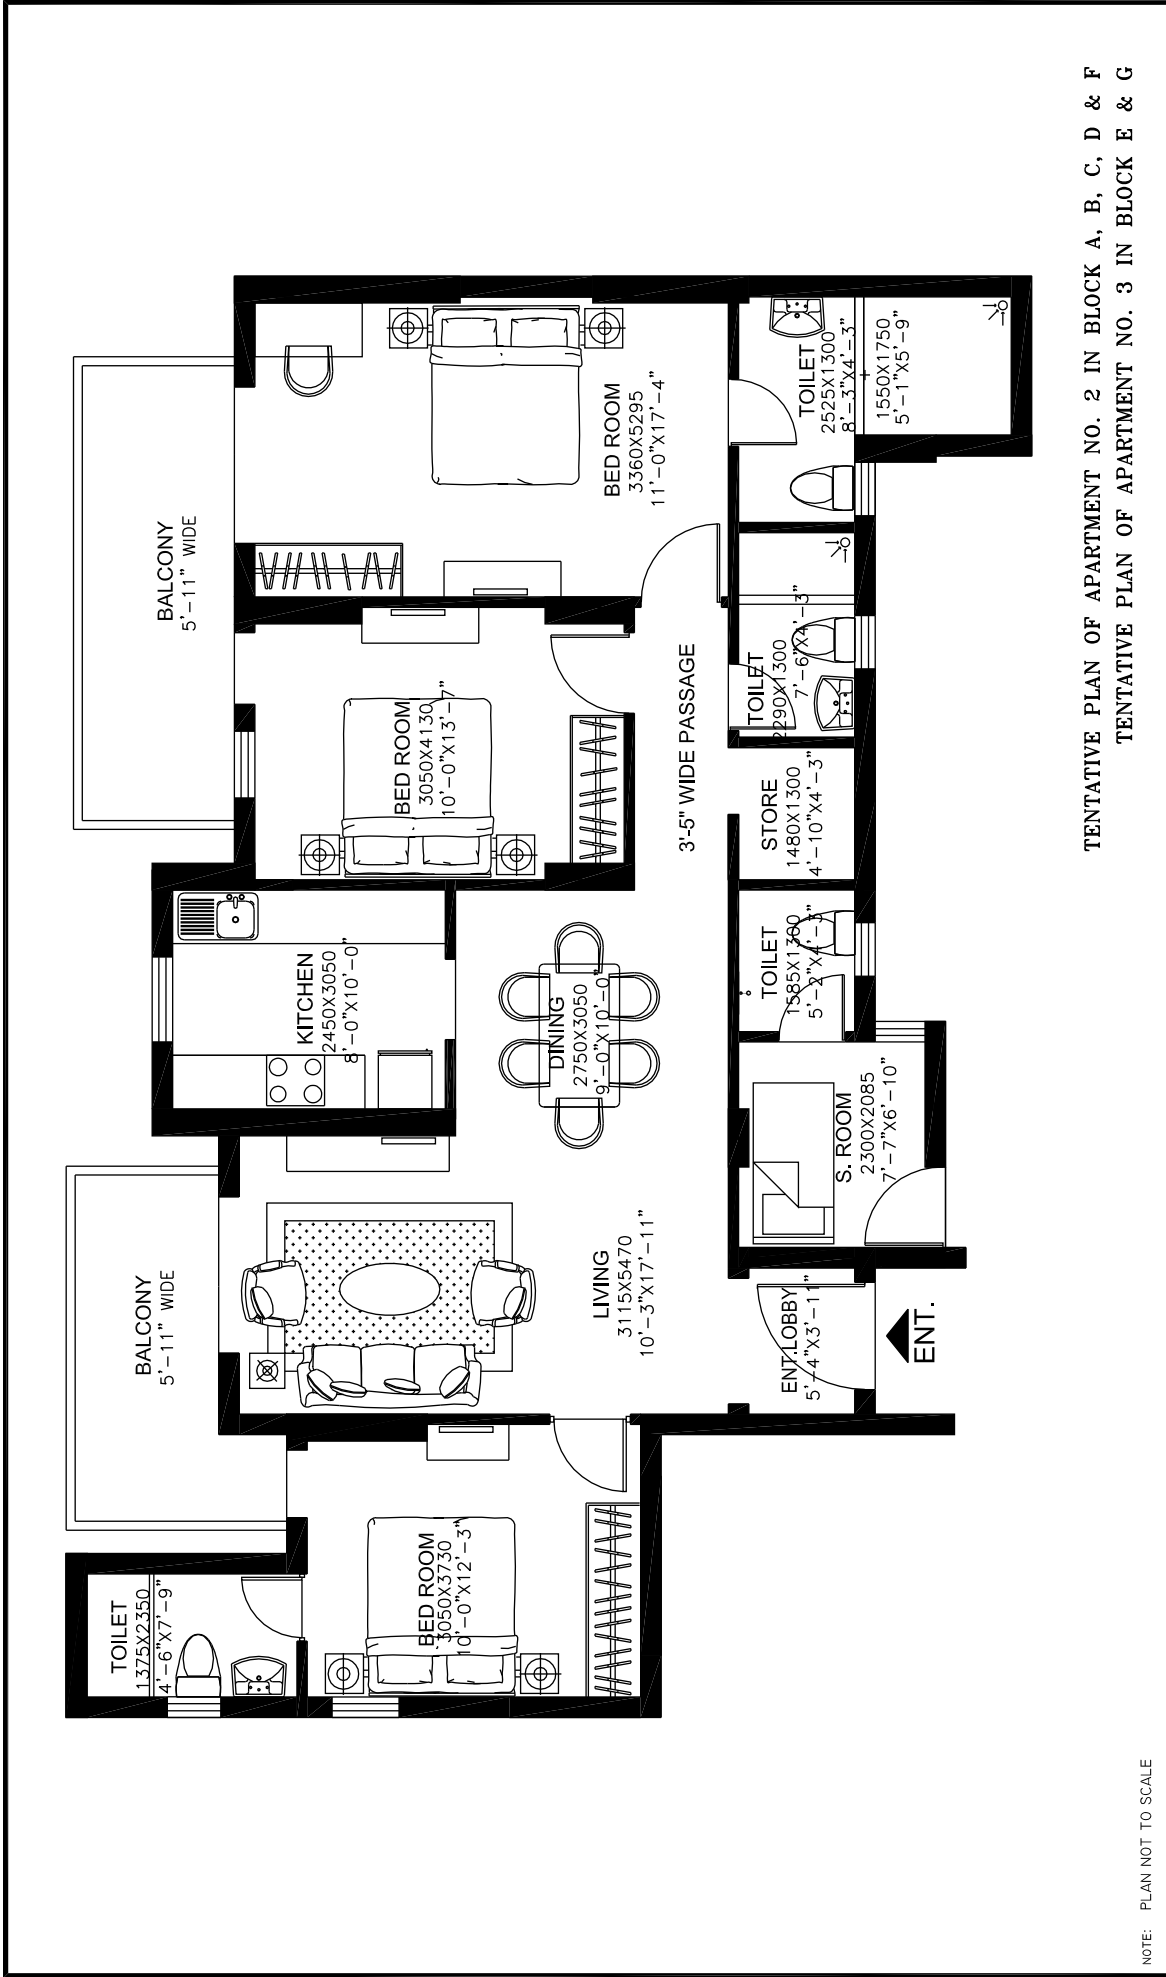 BALCONY
5'-11" WIDE
BALCONY
5'-11" WIDE
TOILET
1375X2350
4'-6"X7'-9"
KITCHEN
2450X3050
8'-0"X10'-0"
BED ROOM
3050X4130
10'-0"X13'-7"
BED ROOM
3360X5295
11'-0"X17'-4"
BED ROOM
3050X3730
10'-0"X12'-3"
LIVING
3115X5470
10'-3"X17'-11"
DINING
2750X3050
9'-0"X10'-0"
3'-5" WIDE PASSAGE
ENT.LOBBY
5'-4"X3'-11"
S. ROOM
2300X2085
7'-7"X6'-10"
TOILET
1585X1300
5'-2"X4'-3"
STORE
1480X1300
4'-10"X4'-3"
TOILET
2290X1300
7'-6"X4'-3"
TOILET
2525X1300
8'-3"X4'-3"
1550X1750
5'-1"X5'-9"
ENT.
TENTATIVE PLAN OF APARTMENT NO. 2 IN BLOCK A, B, C, D & F
TENTATIVE PLAN OF APARTMENT NO. 3 IN BLOCK E & G
NOTE: PLAN NOT TO SCALE